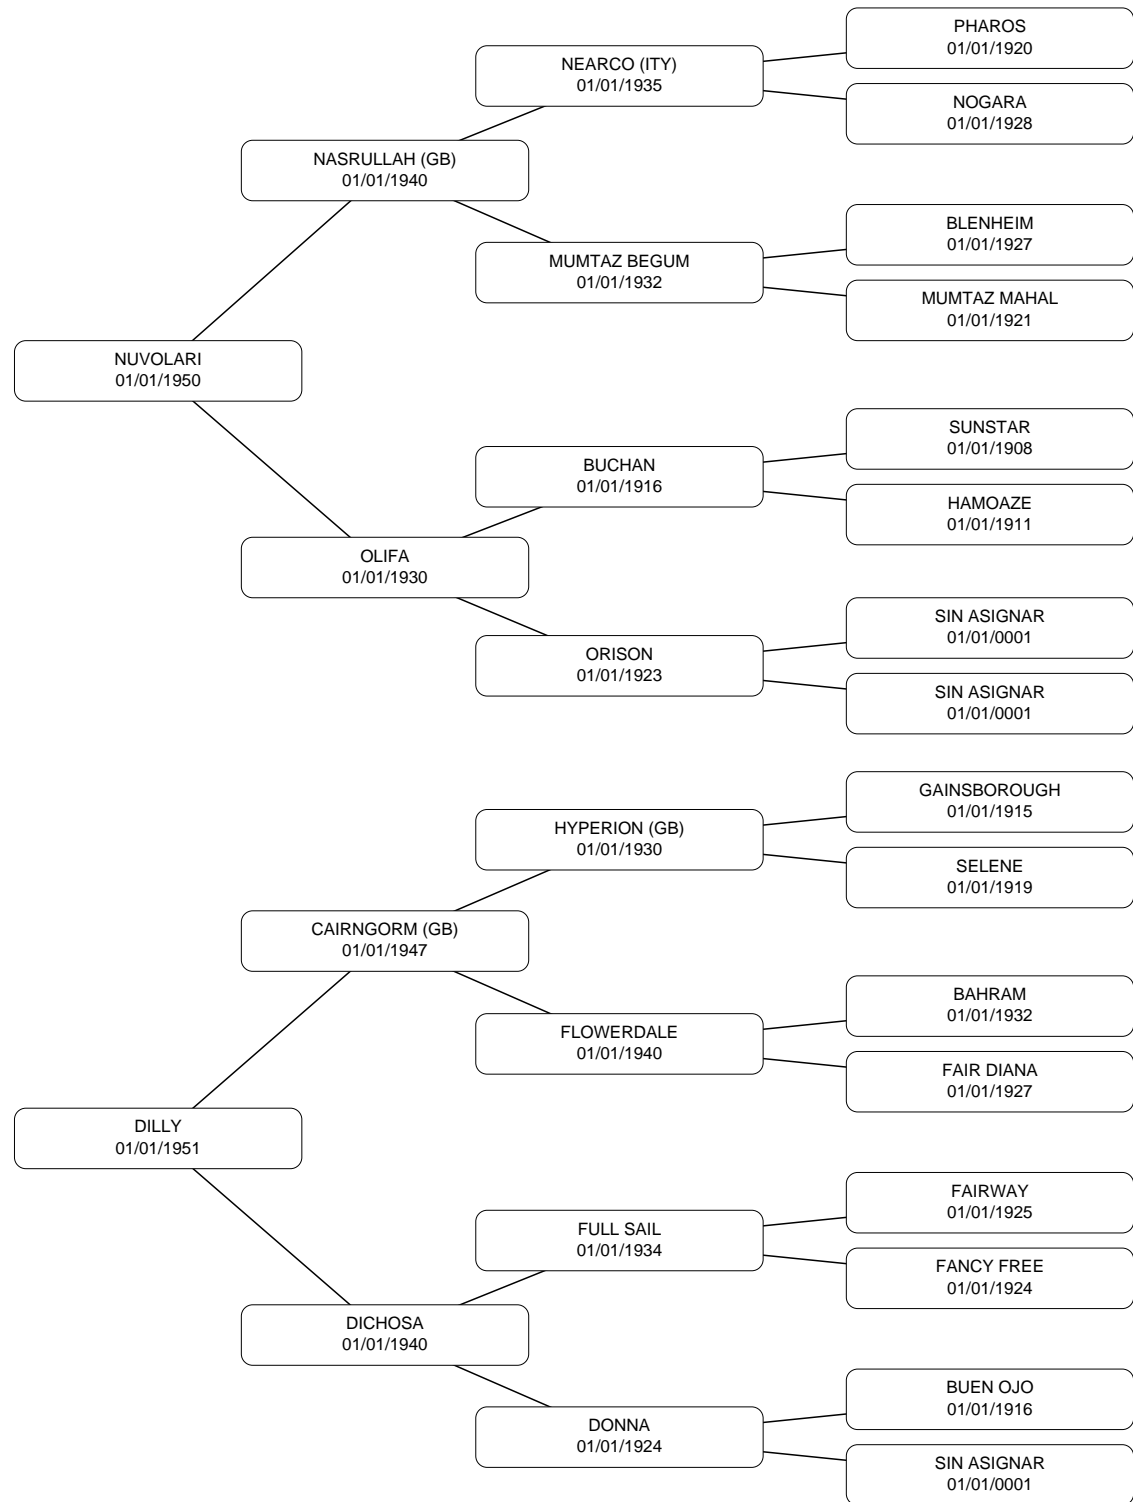 PHAROS
01/01/1920
NEARCO (ITY)
01/01/1935
NOGARA
01/01/1928
NASRULLAH (GB)
01/01/1940
BLENHEIM
01/01/1927
MUMTAZ BEGUM
01/01/1932
MUMTAZ MAHAL
01/01/1921
NUVOLARI
01/01/1950
SUNSTAR
01/01/1908
BUCHAN
01/01/1916
HAMOAZE
01/01/1911
OLIFA
01/01/1930
SIN ASIGNAR
01/01/0001
ORISON
01/01/1923
SIN ASIGNAR
01/01/0001
GAINSBOROUGH
01/01/1915
HYPERION (GB)
01/01/1930
SELENE
01/01/1919
CAIRNGORM (GB)
01/01/1947
BAHRAM
01/01/1932
FLOWERDALE
01/01/1940
FAIR DIANA
01/01/1927
DILLY
01/01/1951
FAIRWAY
01/01/1925
FULL SAIL
01/01/1934
FANCY FREE
01/01/1924
DICHOSA
01/01/1940
BUEN OJO
01/01/1916
DONNA
01/01/1924
SIN ASIGNAR
01/01/0001